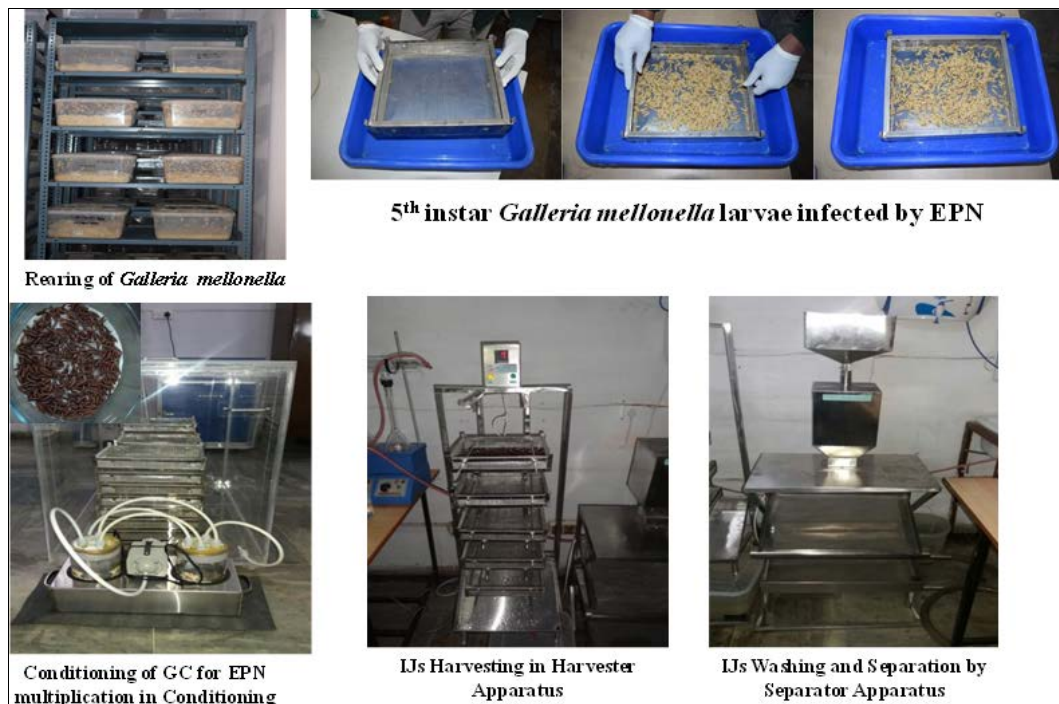 5th instar Galleria mellonella larvae infected by EPN
Rearing of Galleria mellonella
Conditioning of GC for EPN
multiplication in Conditioning
IJs Harvesting in Harvester
Apparatus
IJs Washing and Separation by
Separator Apparatus